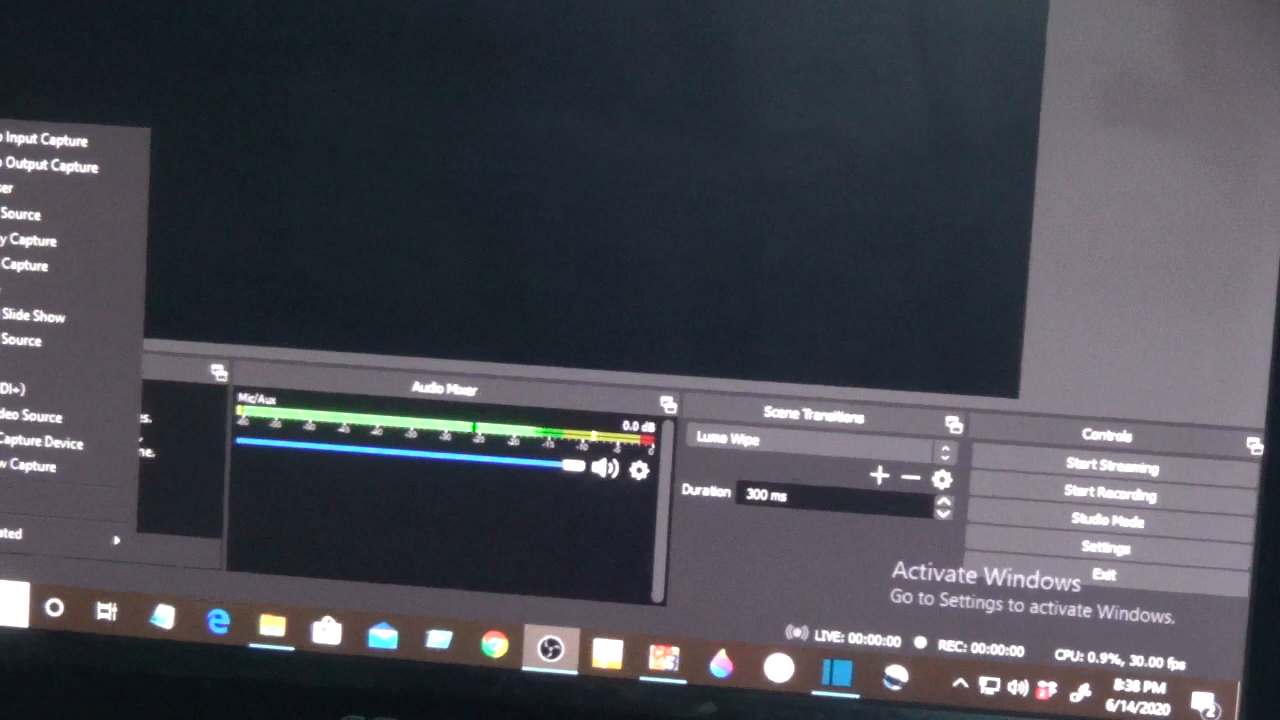 Input Capture
Output Capture
Source
Capture
Slide Show
Source
Source
Capture Device
Capture
Audio Mixer
Mic/Aux
0.0 dB
Scene Transitions
Luma Wipe
Duration
300 ms
Controls
Start Streaming
Start Recording
Studio Mode
Settings
Exit
Activate Windows
Go to Settings to activate Windows.
LIVE: 00:00:00
REC: 00:00:00
CPU: 0.9%, 30.00 fps
8:38 PM
6/14/2020